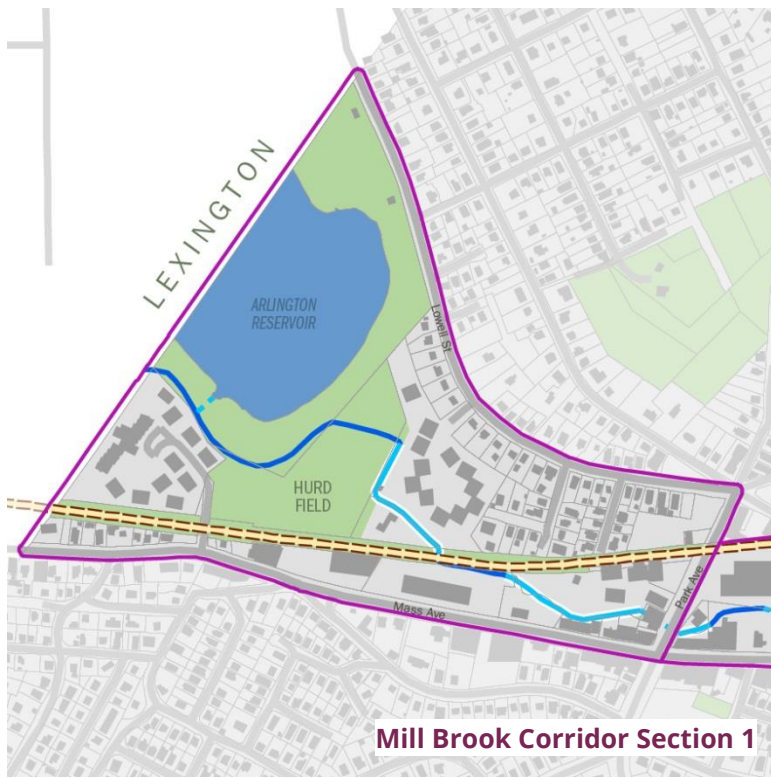 LEXINGTON
ARLINGTON
RESERVOIR
Lowell St
HURD
FIELD
Park Ave
Mass Ave
Mill Brook Corridor Section 1